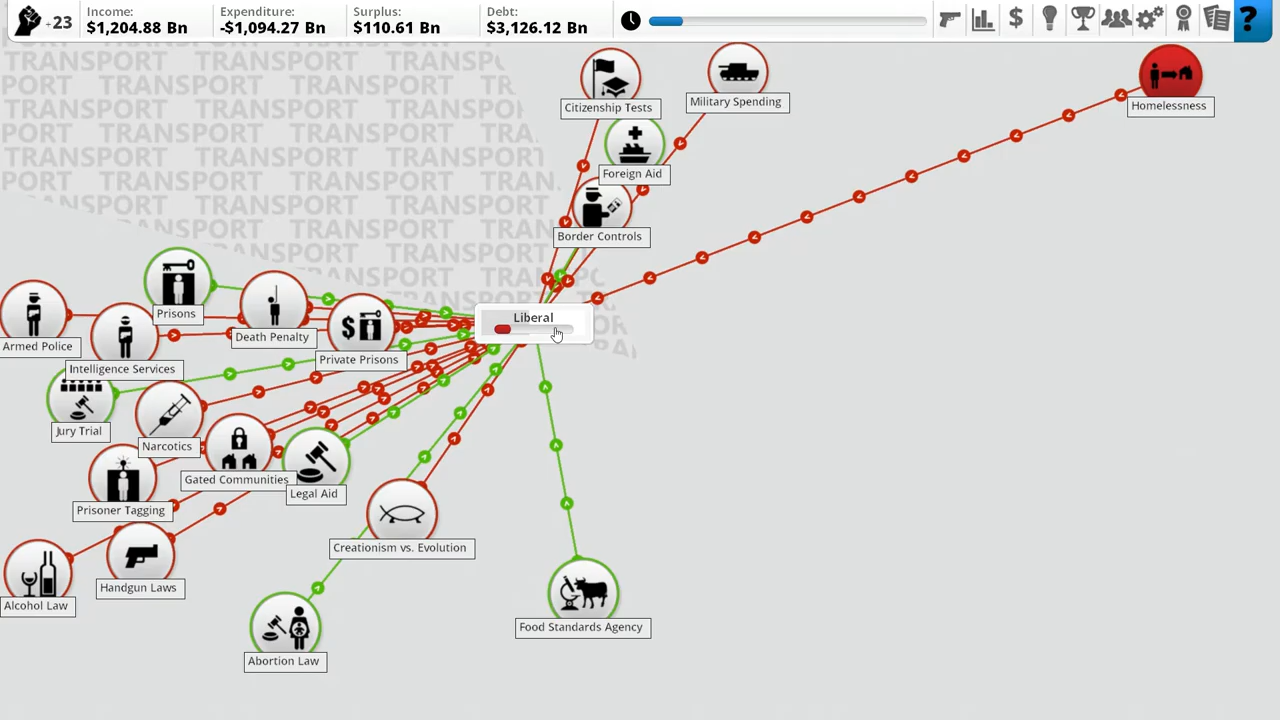 +23
Income:
$1,204.88 Bn
Expenditure:
-$1,094.27 Bn
Surplus:
$110.61 Bn
Debt:
$3,126.12 Bn
$
?
TRANSPORT TRANSPORT TRANSPORT
Citizenship Tests
Military Spending
Homelessness
Foreign Aid
Border Controls
Prisons
Liberal
Armed Police
Death Penalty
Private Prisons
Intelligence Services
Jury Trial
Narcotics
Gated Communities
Legal Aid
Prisoner Tagging
Creationism vs. Evolution
Handgun Laws
Alcohol Law
Food Standards Agency
Abortion Law